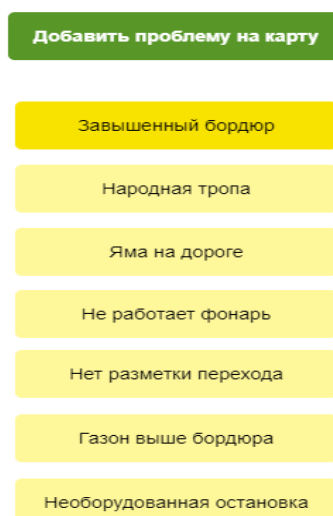 Добавить проблему на карту
Завышенный бордюр
Народная тропа
Яма на дороге
Не работает фонарь
Нет разметки перехода
Газон выше бордюра
Необорудованная остановка